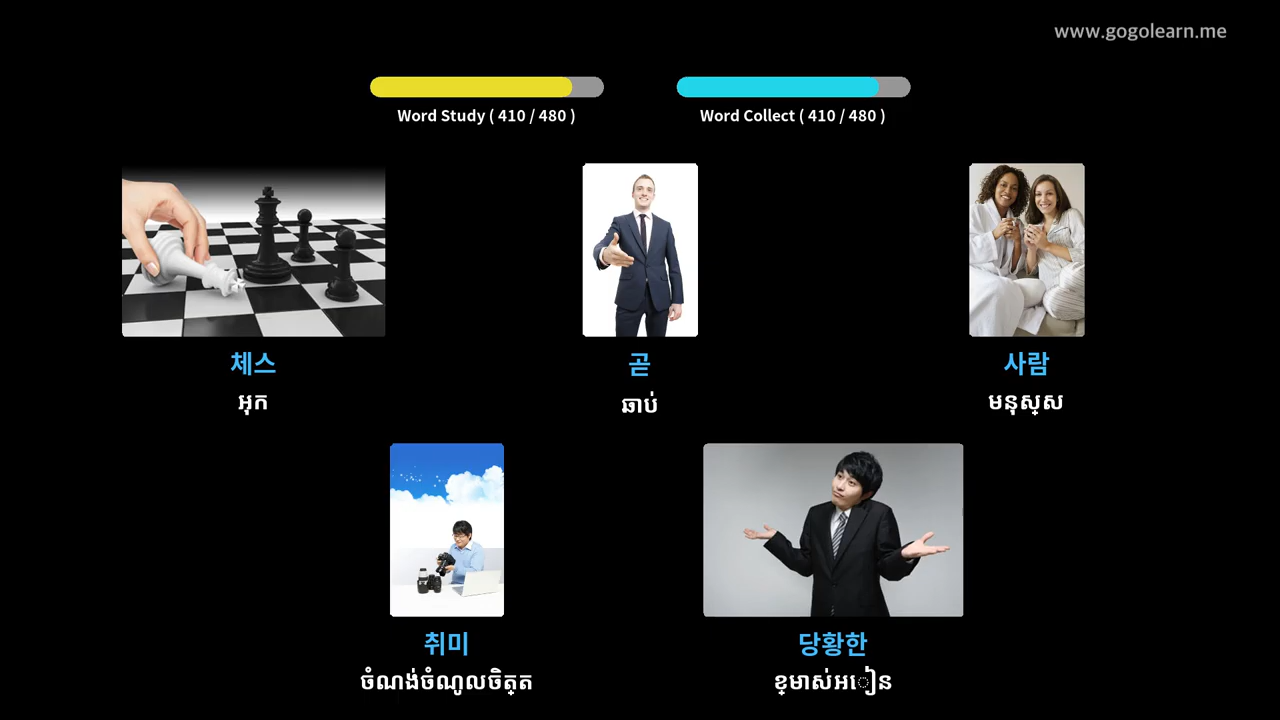 www.gogolearn.me
Word Study ( 410 / 480 )
Word Collect ( 410 / 480 )
체스
អុក
곧
ឆាប់
사람
មនុស្ស
취미
ចំណង់ចំណូលចិត្ត
당황한
ខ្មាស់អៀន